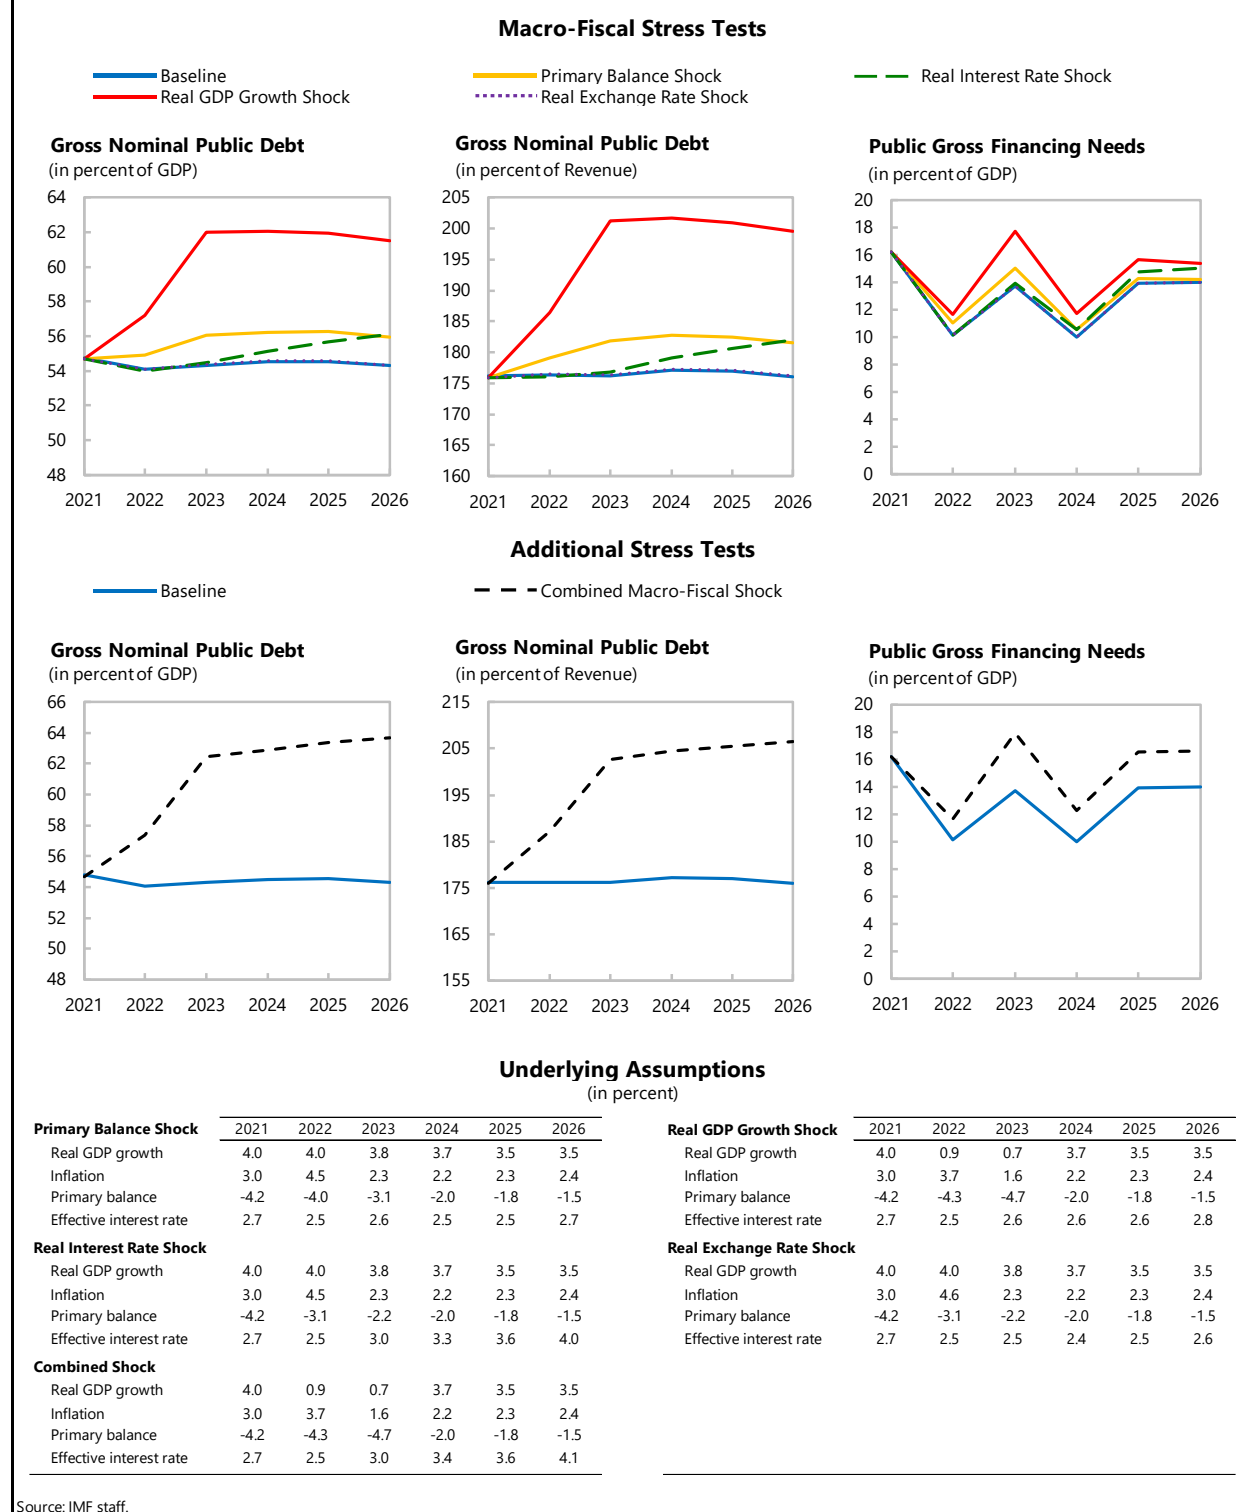 Macro-Fiscal Stress Tests
Baseline
Primary Balance Shock
Real Interest Rate Shock
Real GDP Growth Shock
Real Exchange Rate Shock
Gross Nominal Public Debt
(in percent of GDP)
64
62
60
58
56
54
52
50
48
2021 2022 2023 2024 2025 2026
Gross Nominal Public Debt
(in percent of Revenue)
205
200
195
190
185
180
175
170
165
160
2021 2022 2023 2024 2025 2026
Public Gross Financing Needs
(in percent of GDP)
20
18
16
14
12
10
8
6
4
2
0
2021 2022 2023 2024 2025 2026
Additional Stress Tests
Baseline
Combined Macro-Fiscal Shock
Gross Nominal Public Debt
(in percent of GDP)
66
64
62
60
58
56
54
52
50
48
2021 2022 2023 2024 2025 2026
Gross Nominal Public Debt
(in percent of Revenue)
215
205
195
185
175
165
155
2021 2022 2023 2024 2025 2026
Public Gross Financing Needs
(in percent of GDP)
20
18
16
14
12
10
8
6
4
2
0
2021 2022 2023 2024 2025 2026
Underlying Assumptions
(in percent)
Primary Balance Shock 2021 2022 2023 2024 2025 2026
Real GDP growth 4.0 4.0 3.8 3.7 3.5 3.5
Inflation 3.0 4.5 2.3 2.2 2.3 2.4
Primary balance -4.2 -4.0 -3.1 -2.0 -1.8 -1.5
Effective interest rate 2.7 2.5 2.6 2.5 2.5 2.7
Real Interest Rate Shock
Real GDP growth 4.0 4.0 3.8 3.7 3.5 3.5
Inflation 3.0 4.5 2.3 2.2 2.3 2.4
Primary balance -4.2 -3.1 -2.2 -2.0 -1.8 -1.5
Effective interest rate 2.7 2.5 3.0 3.3 3.6 4.0
Combined Shock
Real GDP growth 4.0 0.9 0.7 3.7 3.5 3.5
Inflation 3.0 3.7 1.6 2.2 2.3 2.4
Primary balance -4.2 -4.3 -4.7 -2.0 -1.8 -1.5
Effective interest rate 2.7 2.5 3.0 3.4 3.6 4.1
Real GDP Growth Shock 2021 2022 2023 2024 2025 2026
Real GDP growth 4.0 0.9 0.7 3.7 3.5 3.5
Inflation 3.0 3.7 1.6 2.2 2.3 2.4
Primary balance -4.2 -4.3 -4.7 -2.0 -1.8 -1.5
Effective interest rate 2.7 2.5 2.6 2.6 2.6 2.8
Real Exchange Rate Shock
Real GDP growth 4.0 4.0 3.8 3.7 3.5 3.5
Inflation 3.0 4.6 2.3 2.2 2.3 2.4
Primary balance -4.2 -3.1 -2.2 -2.0 -1.8 -1.5
Effective interest rate 2.7 2.5 2.5 2.4 2.5 2.6
Source: IMF staff.